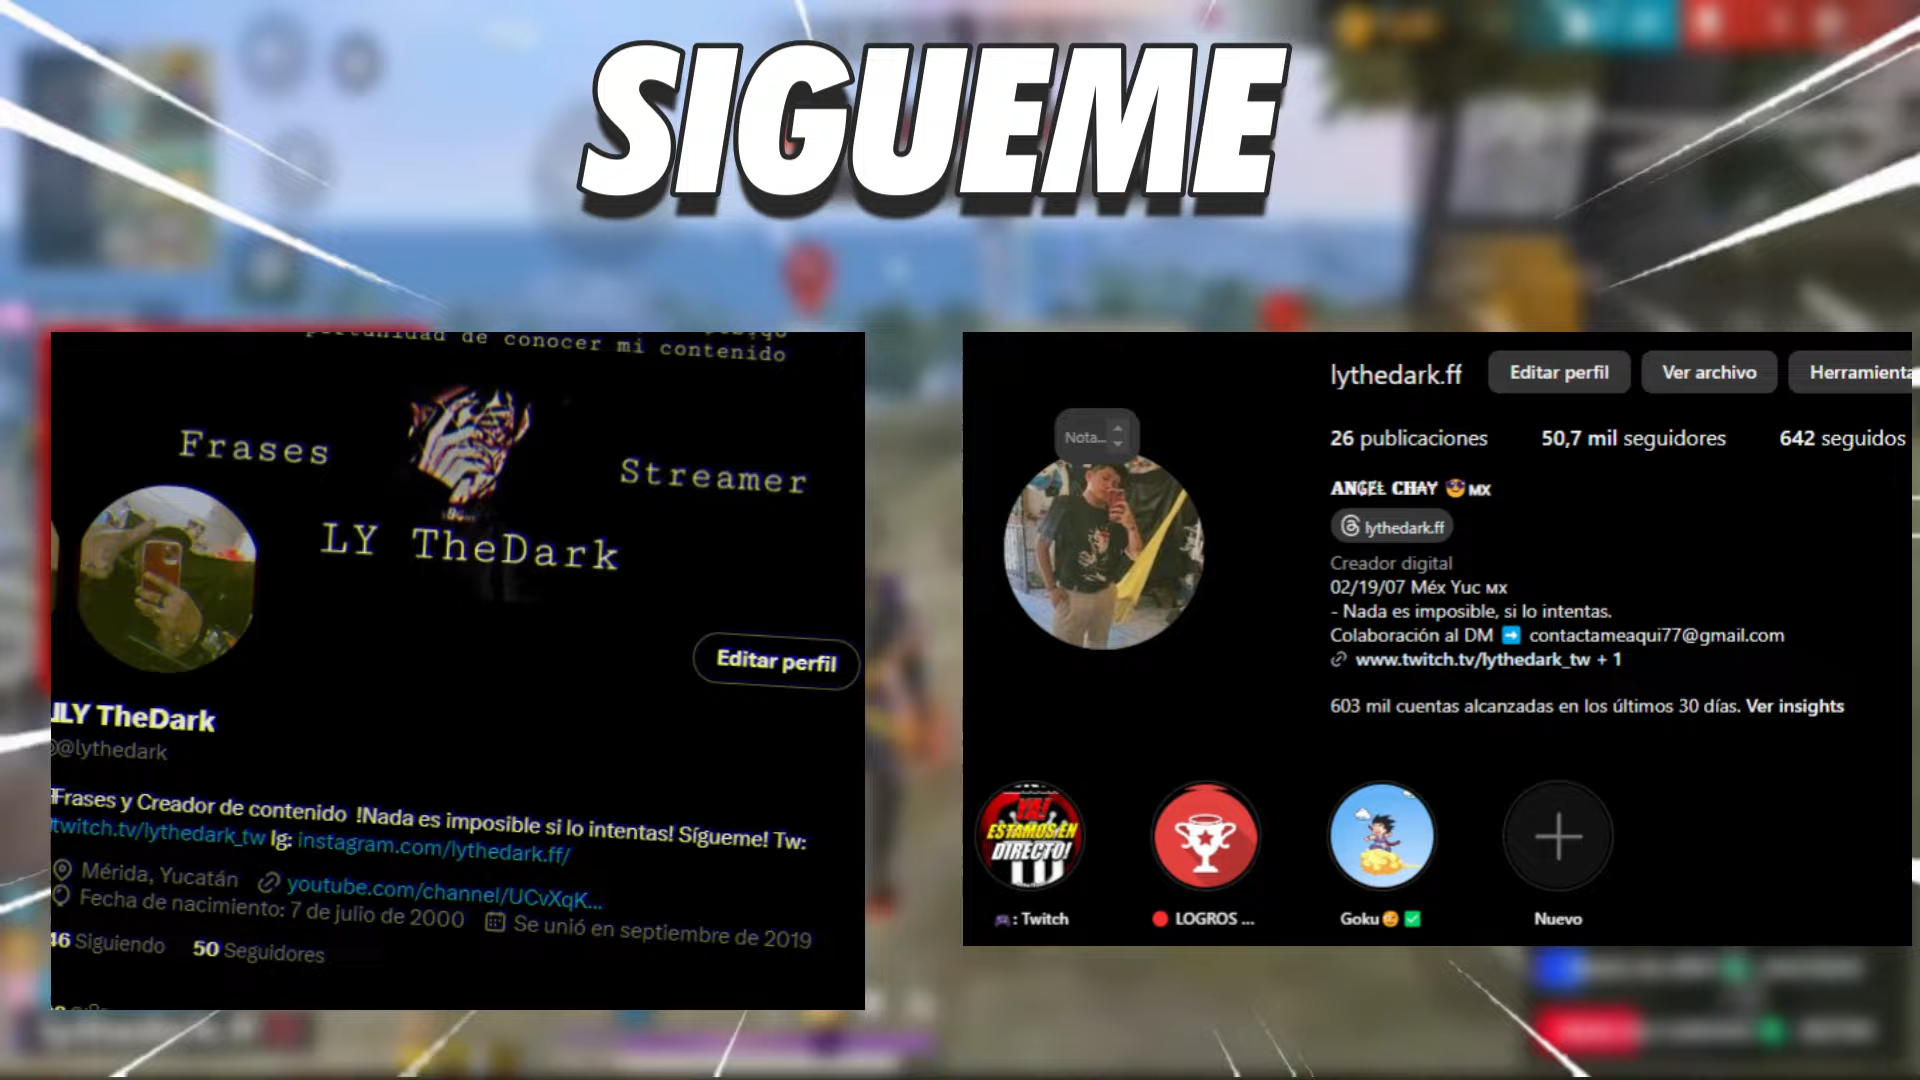 SIGUEME
de conocer mi contenido
Frases
Streamer
LY TheDark
Editar perfil
LY TheDark
@lythedark
Frases y Creador de contenido !Nada es imposible si lo intentas! Sígueme! Tw:
twitch.tv/lythedark_tw Ig: instagram.com/lythedark.ff/
Mérida, Yucatán youtube.com/channel/UCvXqK...
Fecha de nacimiento: 7 de julio de 2000 Se unió en septiembre de 2019
Siguiendo 50 Seguidores
lythedark.ff Editar perfil Ver archivo Herramienta
Nota...
26 publicaciones 50,7 mil seguidores 642 seguidos
ANGEL CHAY 😎 MX
lythedark.ff
Creador digital
02/19/07 Méx Yuc MX
- Nada es imposible, si lo intentas.
Colaboración al DM ➡️ contactameaqui77@gmail.com
www.twitch.tv/lythedark_tw + 1
603 mil cuentas alcanzadas en los últimos 30 días. Ver insights
YA!
ESTAMOS EN
DIRECTO!
🎮: Twitch
🔴 LOGROS ...
Goku ✅
Nuevo